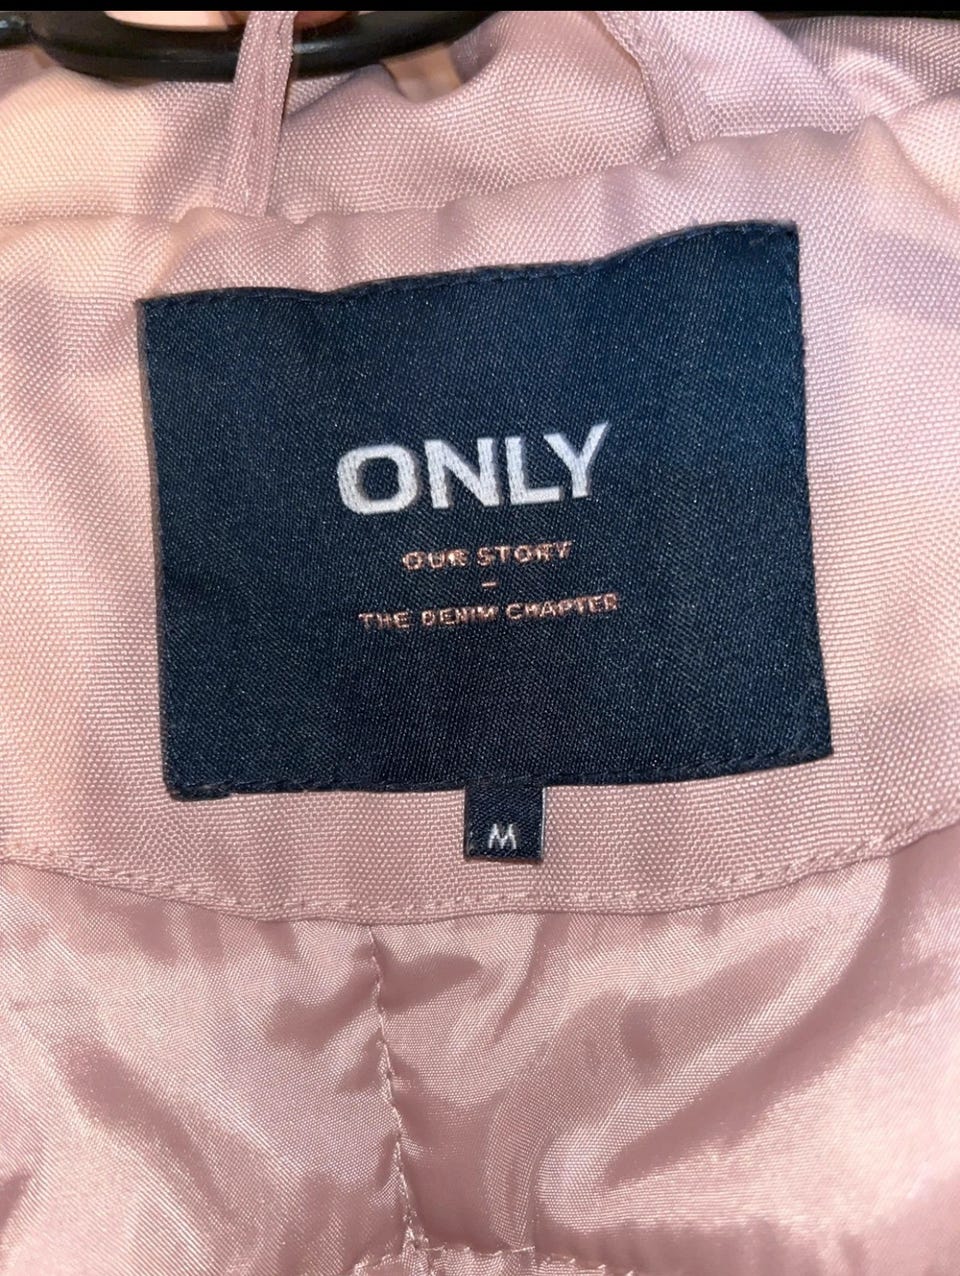 ONLY
OUR STORY
–
THE DENIM CHAPTER
M